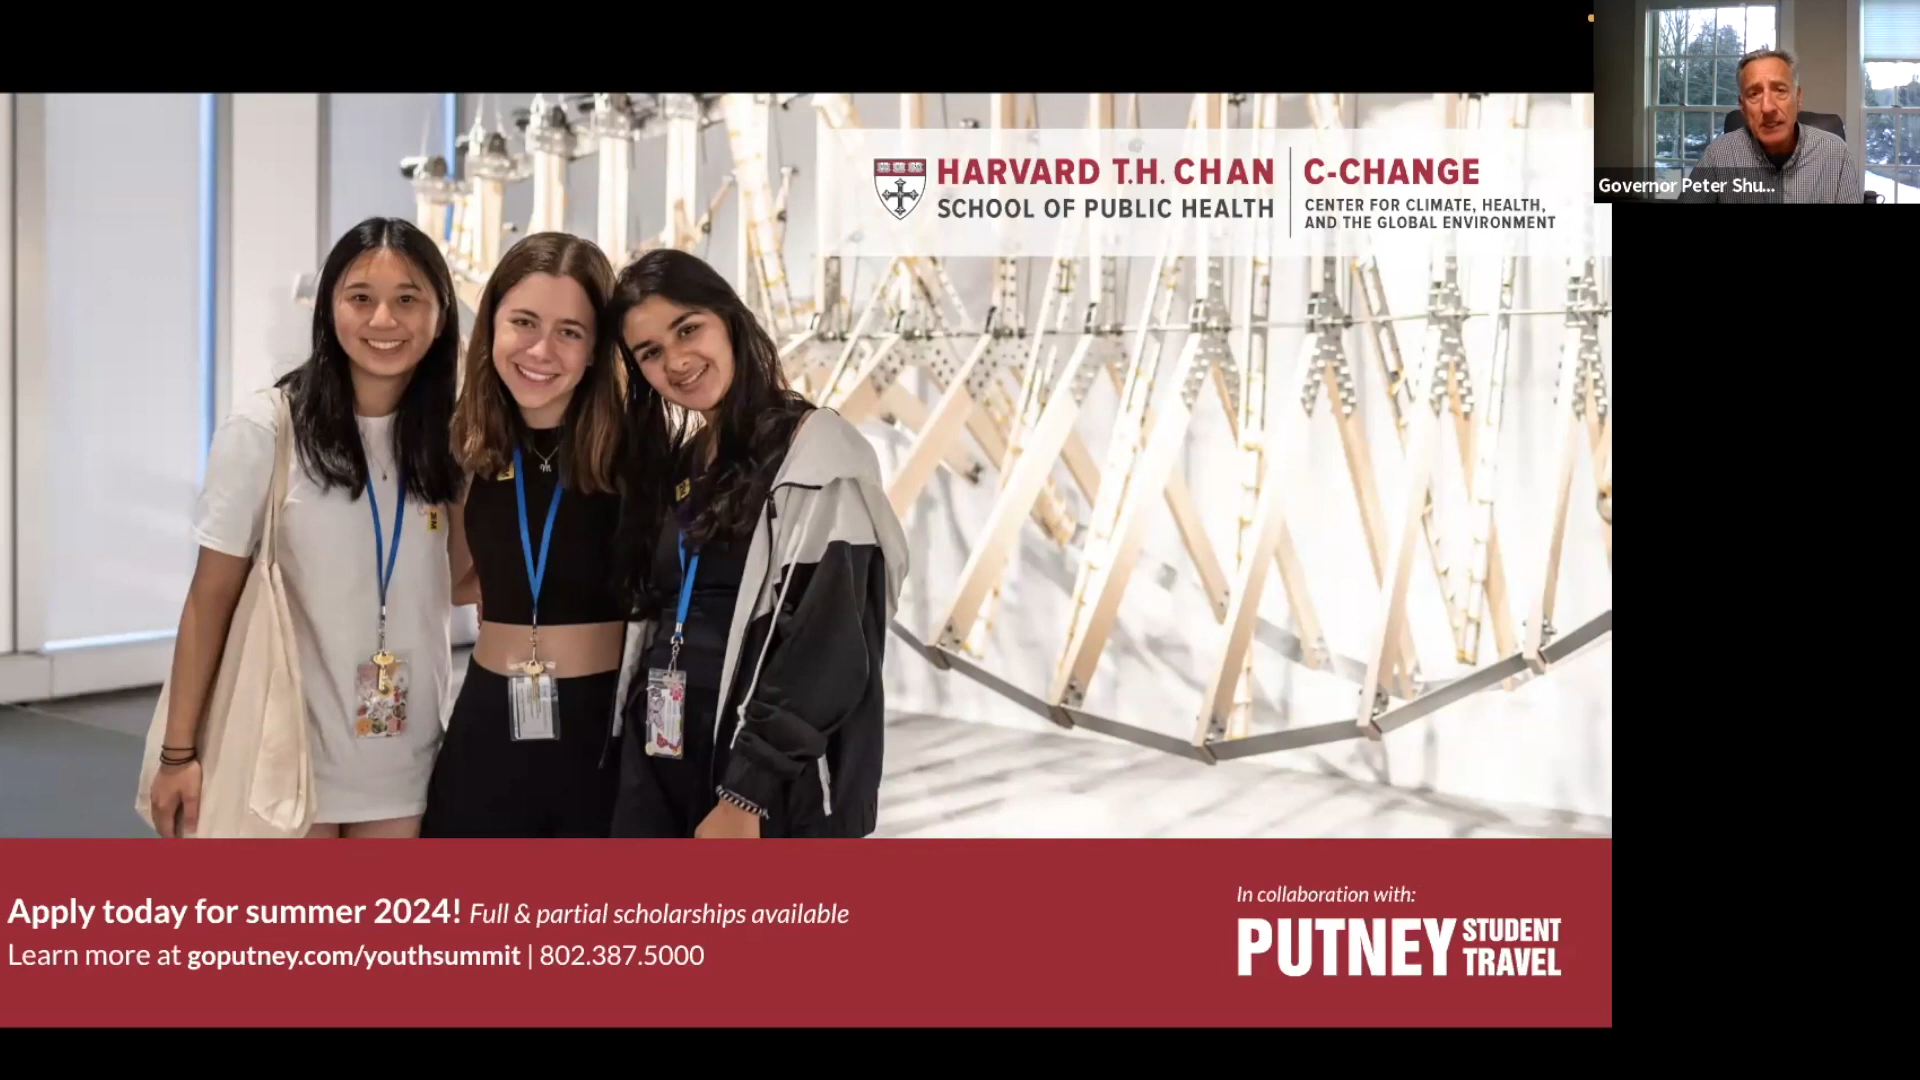 Governor Peter Shu...
HARVARD T.H. CHAN
SCHOOL OF PUBLIC HEALTH
C-CHANGE
CENTER FOR CLIMATE, HEALTH,
AND THE GLOBAL ENVIRONMENT
Apply today for summer 2024! Full & partial scholarships available
Learn more at goputney.com/youthsummit | 802.387.5000
In collaboration with:
PUTNEY STUDENT
TRAVEL